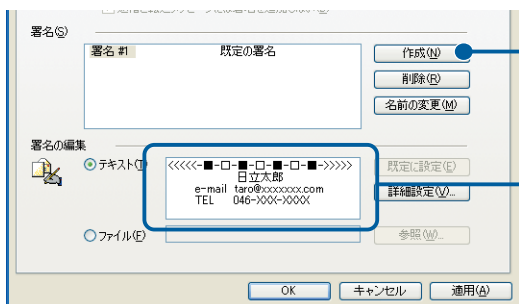 署名(S)
署名 #1 既定の署名
作成(N)
削除(R)
名前の変更(M)
署名の編集
テキスト(T)
<<<<<-■-□-■-□-■-□-■->>>>>
日立太郎
e-mail taro@xxxxxxx.com
TEL 046-XXX-XXXX
既定に設定(E)
詳細設定(V)...
ファイル(F)
参照(W)...
OK キャンセル 適用(A)